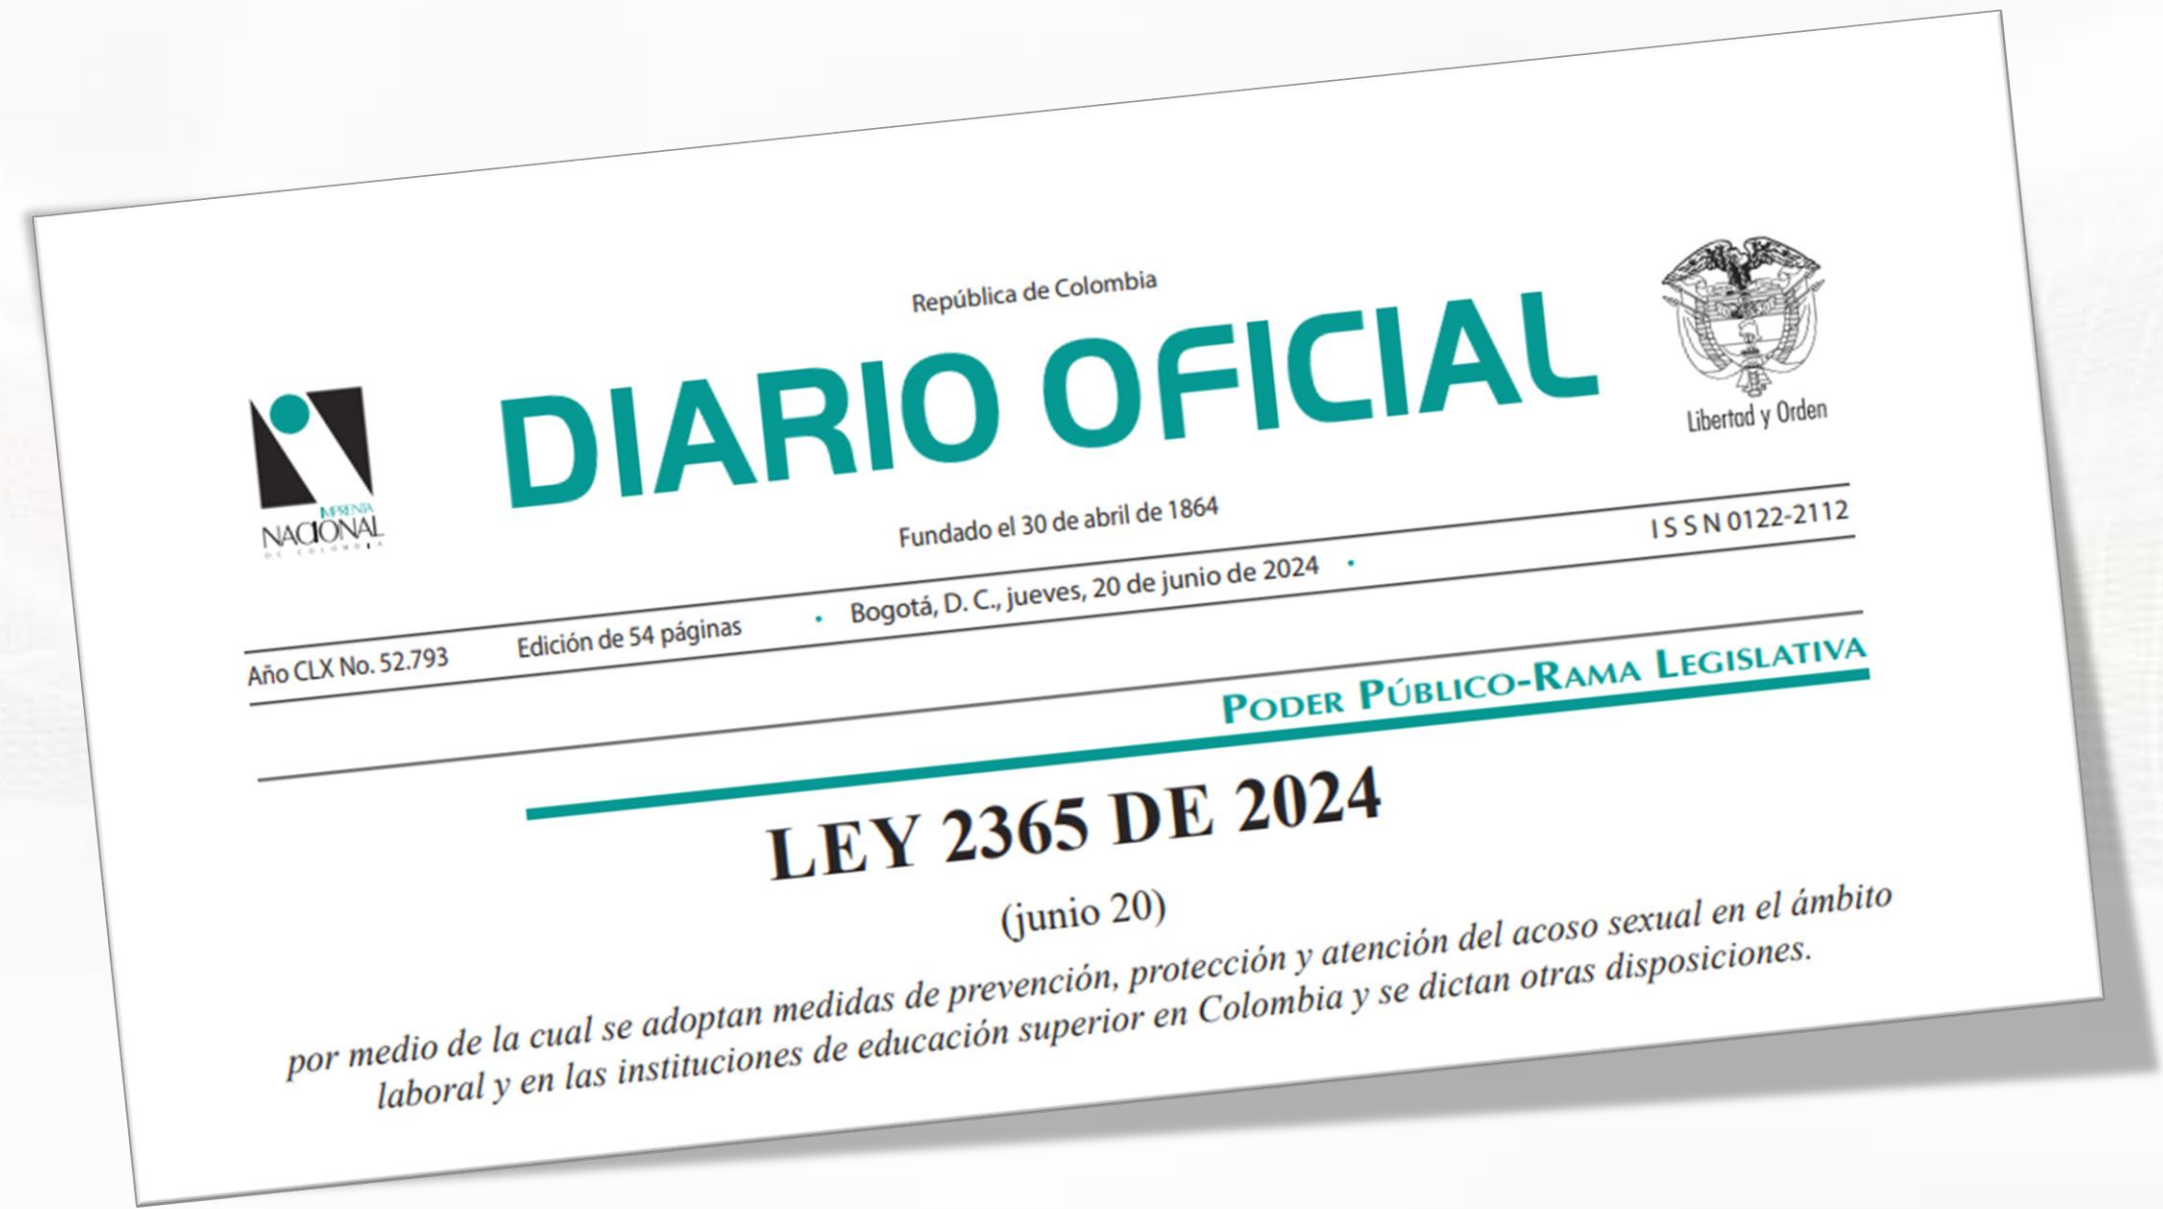 República de Colombia
DIARIO OFICIAL
Libertad y Orden
IMPRENTA
NACIONAL
DE COLOMBIA
Fundado el 30 de abril de 1864
Año CLX No. 52.793 Edición de 54 páginas · Bogotá, D. C., jueves, 20 de junio de 2024 · I S S N 0122-2112
PODER PÚBLICO-RAMA LEGISLATIVA
LEY 2365 DE 2024
(junio 20)
por medio de la cual se adoptan medidas de prevención, protección y atención del acoso sexual en el ámbito
laboral y en las instituciones de educación superior en Colombia y se dictan otras disposiciones.